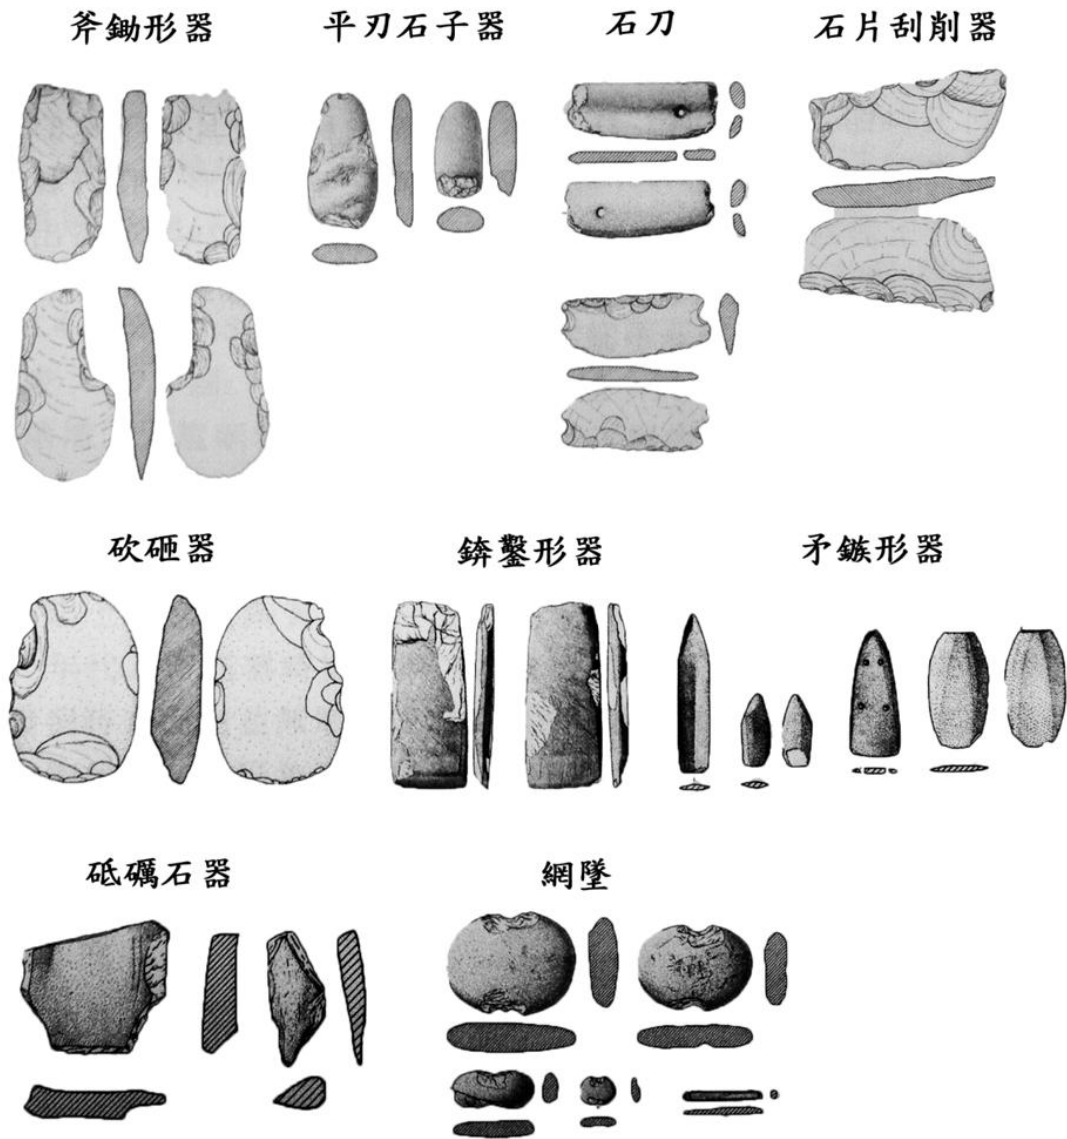 斧鋤形器
平刃石子器
石刀
石片刮削器
砍砸器
錛鑿形器
矛鏃形器
砥礪石器
網墜